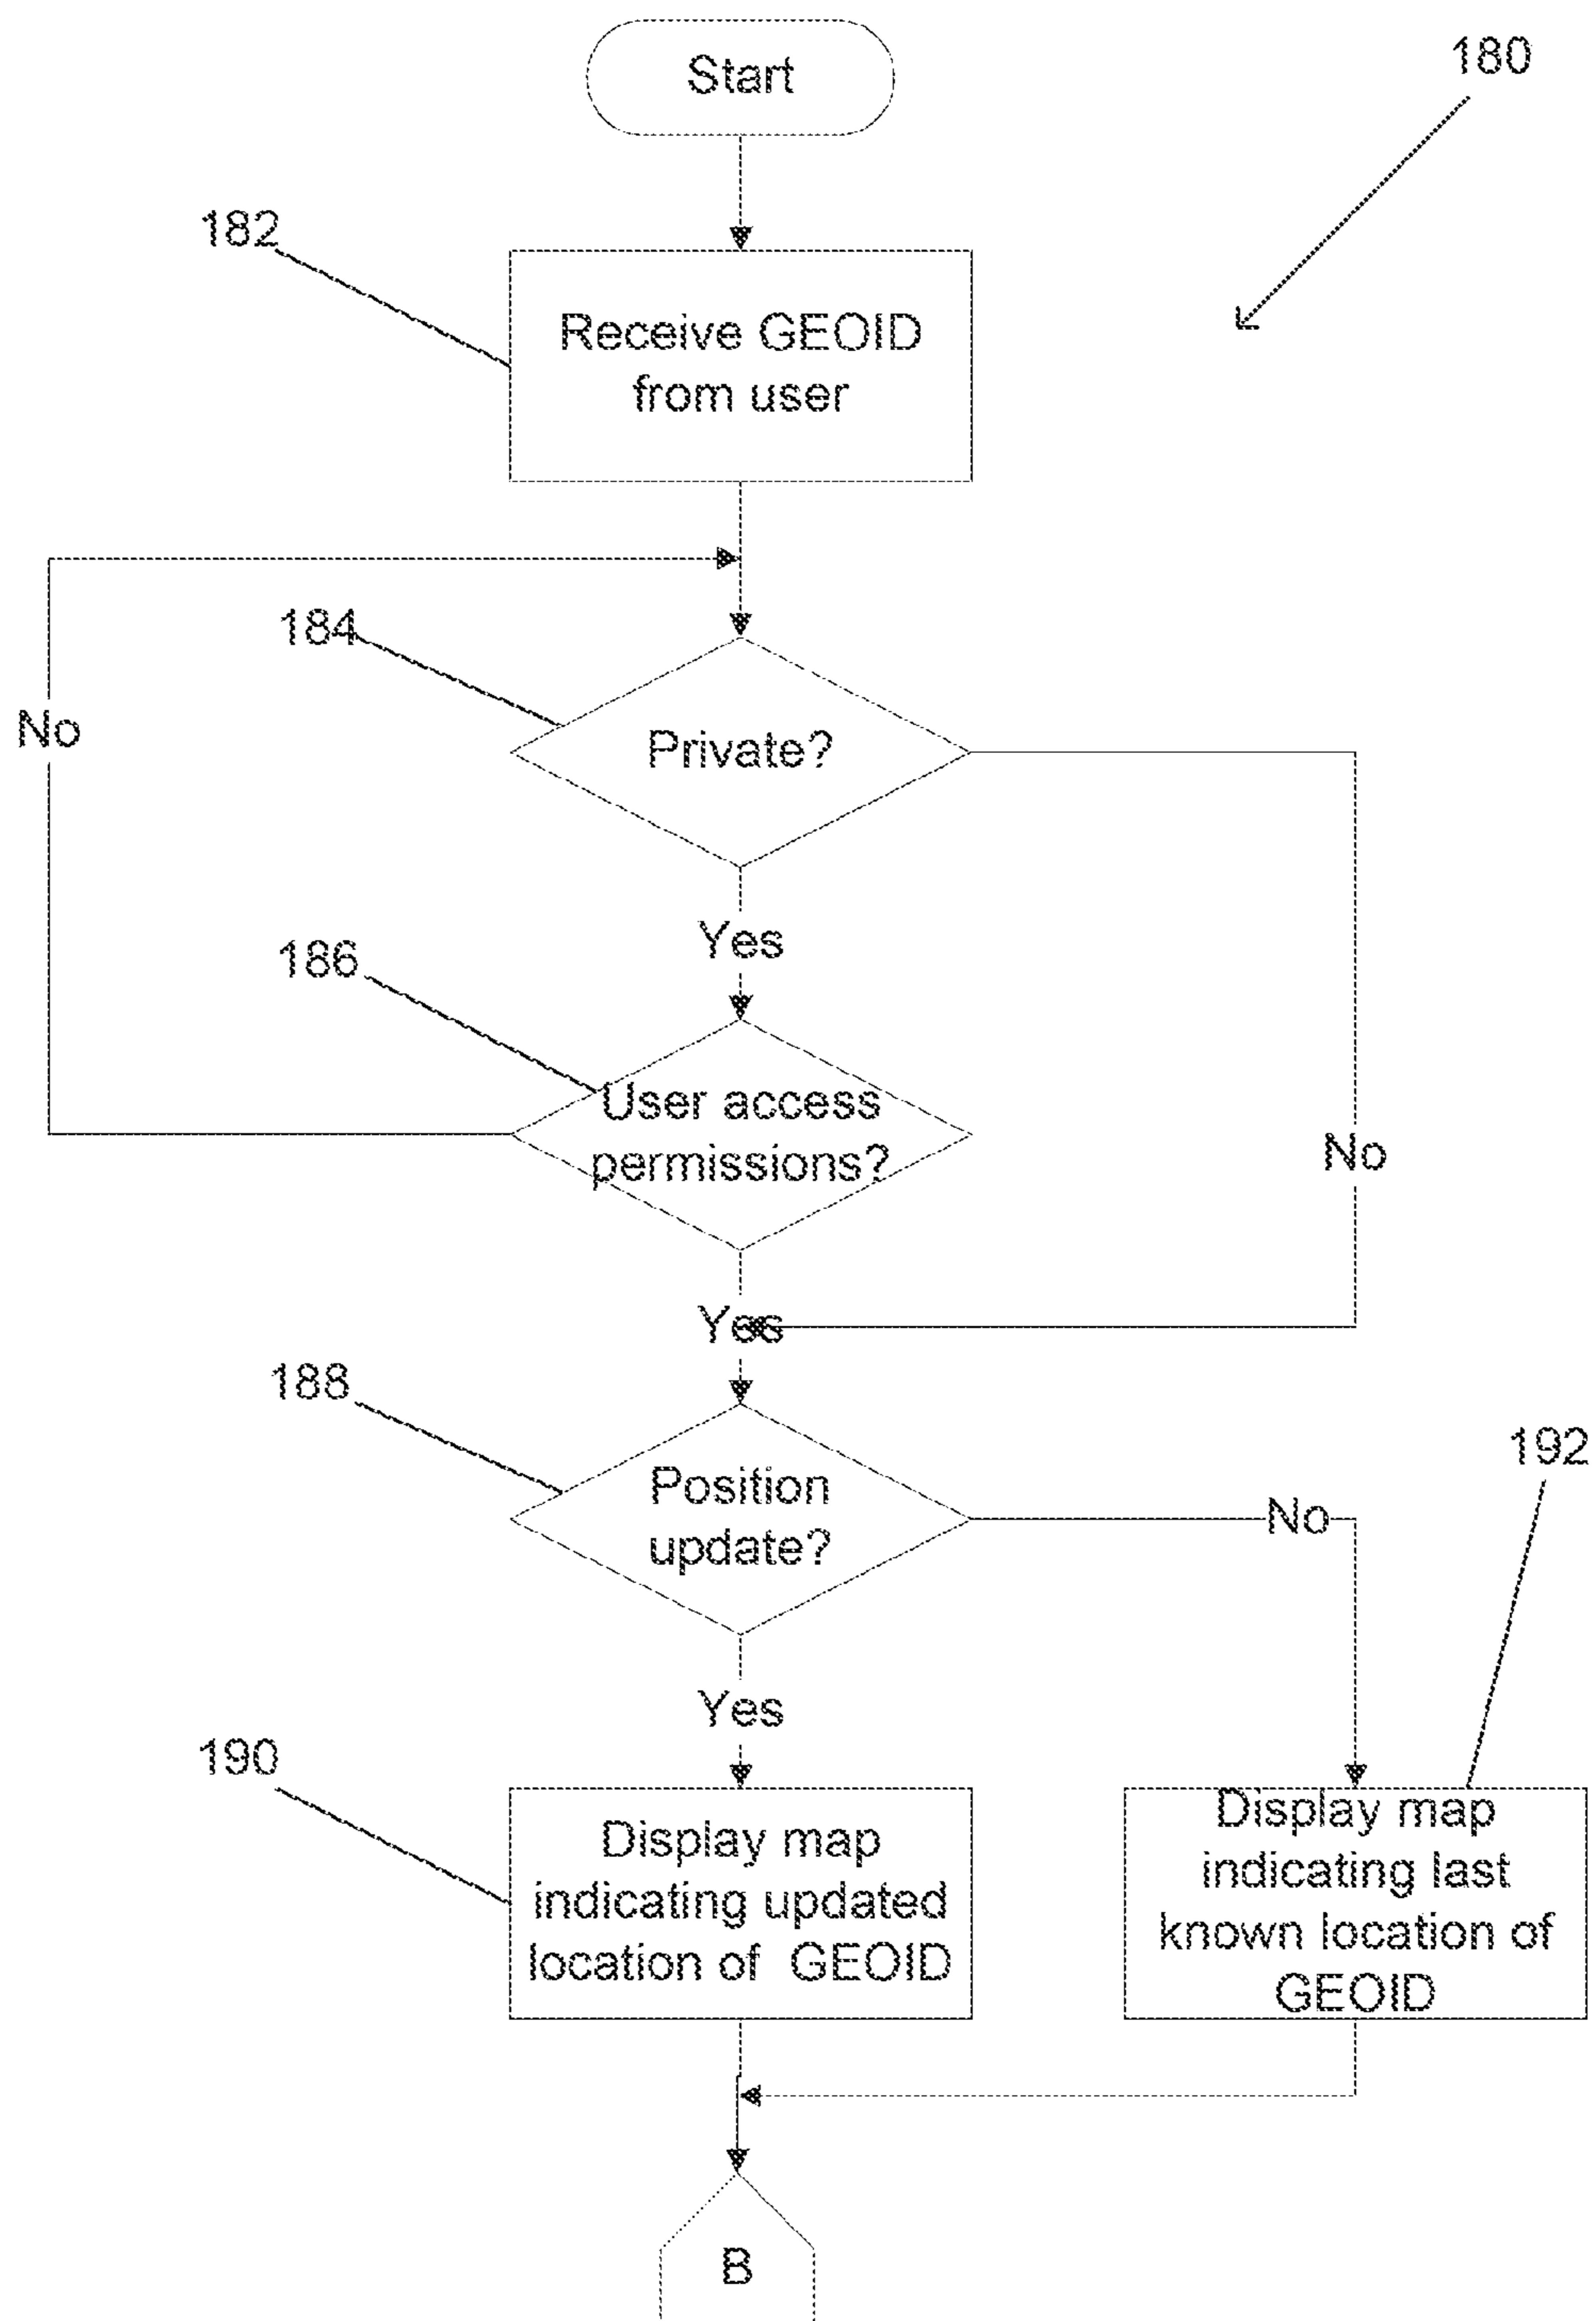 Start
180
182
Receive GEOID
from user
184
No
Private?
Yes
186
User access
permissions?
No
Yes
188
Position
update?
No
192
Yes
190
Display map
indicating updated
location of GEOID
Display map
indicating last
known location of
GEOID
B